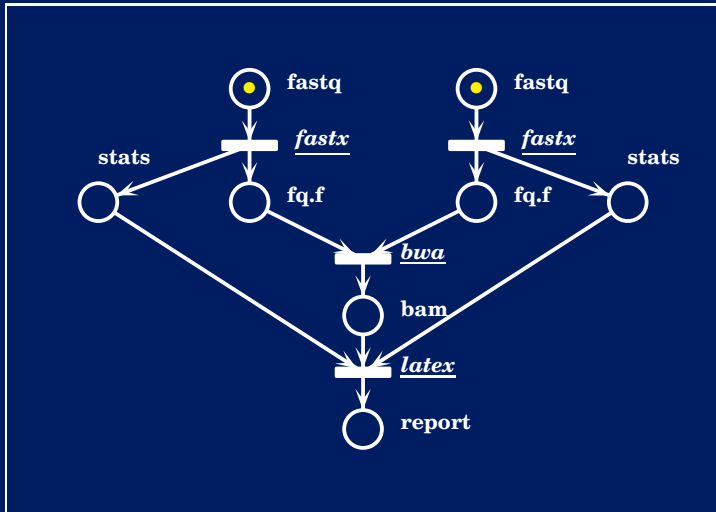 fastq
fastq
fastx
fastx
stats
stats
fq.f
fq.f
bwa
bam
latex
report